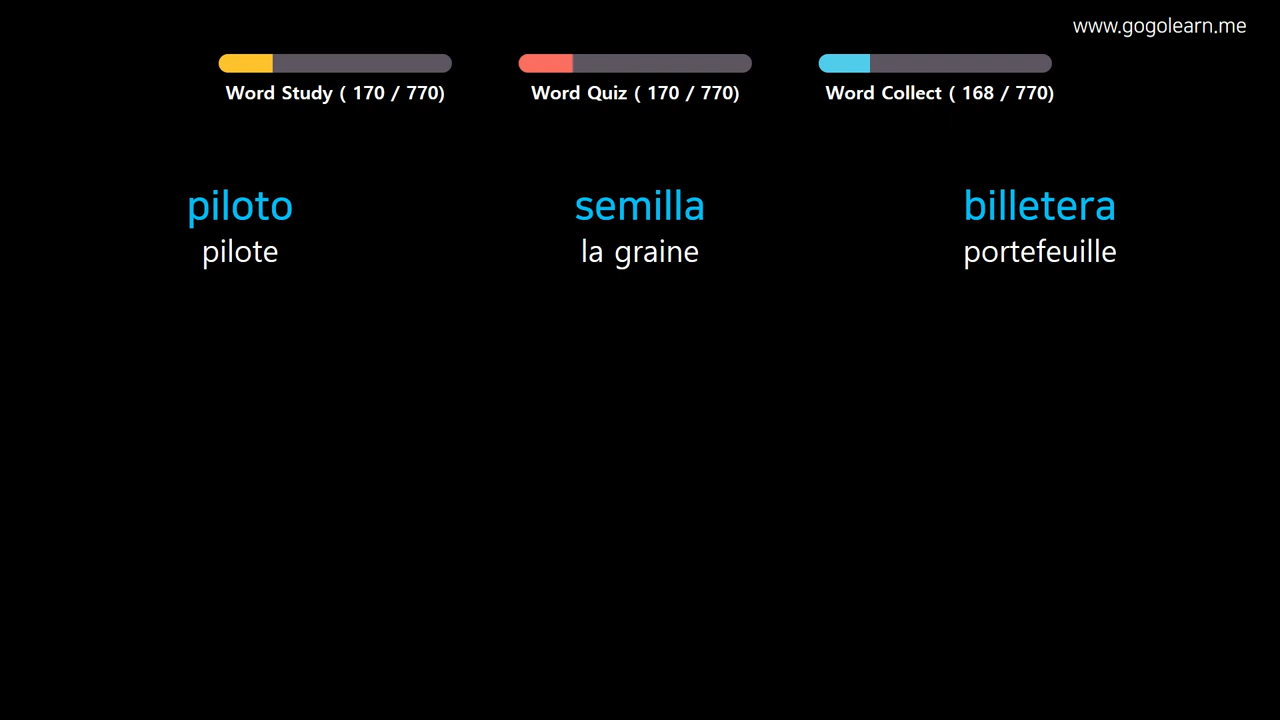 www.gogolearn.me
Word Study ( 170 / 770)
Word Quiz ( 170 / 770)
Word Collect ( 168 / 770)
piloto
pilote
semilla
la graine
billetera
portefeuille